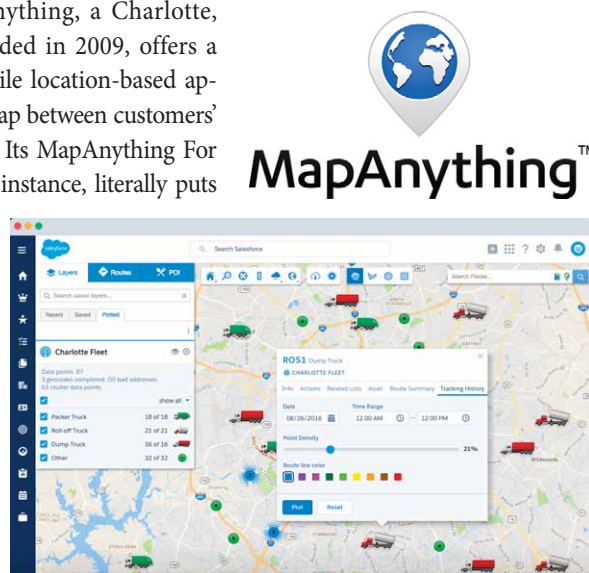 nything, a Charlotte,
ded in 2009, offers a
ile location-based ap-
ap between customers'
Its MapAnything For
instance, literally puts
MapAnything™
salesforce
Search Salesforce
Layers
Routes
POI
Search Places...
Search saved layers...
Recent
Saved
Plotted
Charlotte Fleet
Data points: 87
3 geocodes completed, (0) bad addresses.
63 cluster data points.
show all
Packer Truck
18 of 18
Roll-off Truck
21 of 21
Dump Truck
16 of 16
Other
32 of 32
ROS1 Dump Truck
CHARLOTTE FLEET
Info
Actions
Related Lists
Asset
Route Summary
Tracking History
Date
Time Range
08/26/2016
12:00 AM
—
12:00 PM
Point Density
21%
Route line color
Plot
Reset
Wildwoods
STEELE CREEK